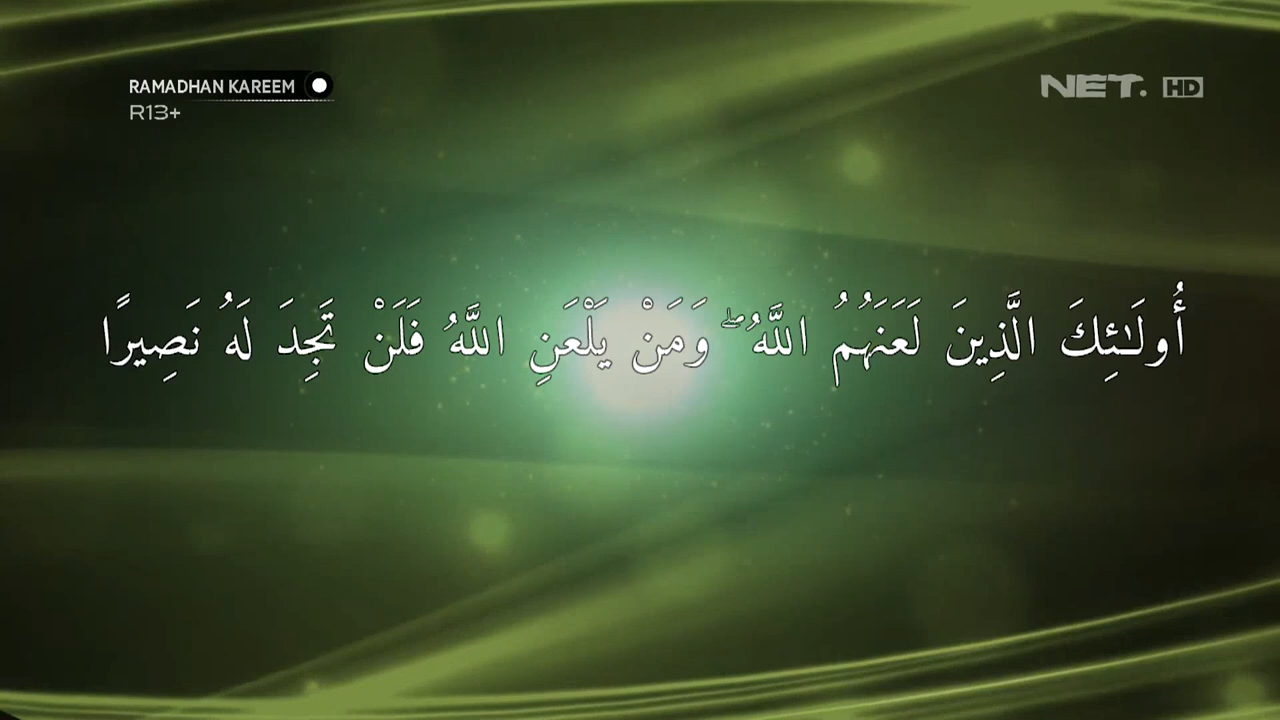 RAMADHAN KAREEM
R13+
NET. HD
أُولَـٰئِكَ الَّذِينَ لَعَنَهُمُ اللَّهُ ۖ وَمَنْ يَلْعَنِ اللَّهُ فَلَنْ تَجِدَ لَهُ نَصِيرًا